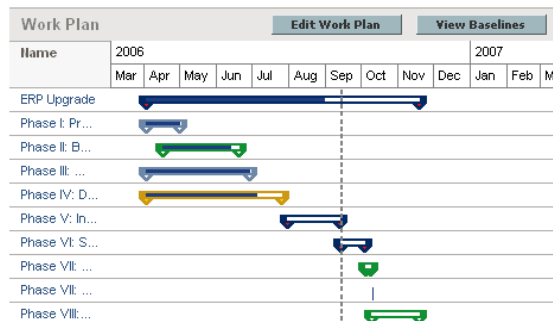 Work Plan Edit Work Plan View Baselines
Name 2006 2007
Mar Apr May Jun Jul Aug Sep Oct Nov Dec Jan Feb M
ERP Upgrade
Phase I: Pr...
Phase II: B...
Phase III: ...
Phase IV: D...
Phase V: In...
Phase VI: S...
Phase VII: ...
Phase VII: ...
Phase VIII:...